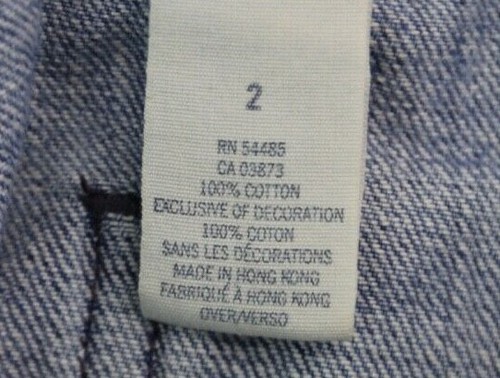 2
RN 54485
CA 03873
100% COTTON
EXCLUSIVE OF DECORATION
100% COTON
SANS LES DÉCORATIONS
MADE IN HONG KONG
FABRIQUÉ À HONG KONG
OVER/VERSO